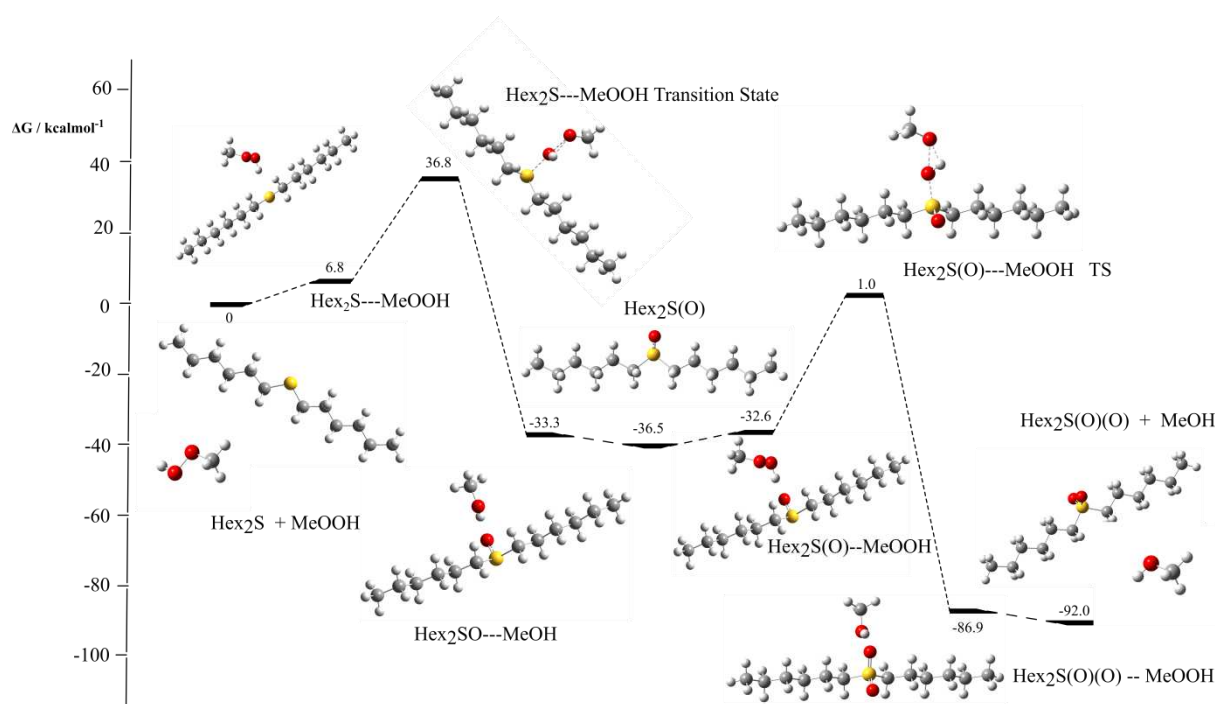 Hex2S---MeOOH Transition State
60
ΔG / kcalmol-1
40
36.8
20
Hex2S(O)---MeOOH TS
6.8
Hex2S---MeOOH
Hex2S(O)
1.0
0
0
-20
-33.3
-36.5
-32.6
Hex2S(O)(O) + MeOH
-40
Hex2S + MeOOH
Hex2S(O)--MeOOH
-60
-80
-86.9
-92.0
Hex2SO---MeOH
-100
Hex2S(O)(O) -- MeOOH